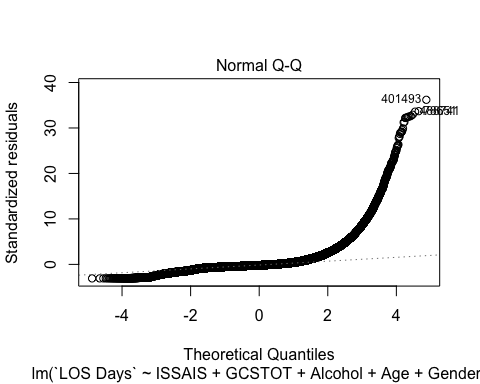 Normal Q-Q
40
30
20
10
0
Standardized residuals
401493
-4
-2
0
2
4
Theoretical Quantiles
lm(`LOS Days` ~ ISSAIS + GCSTOT + Alcohol + Age + Gender